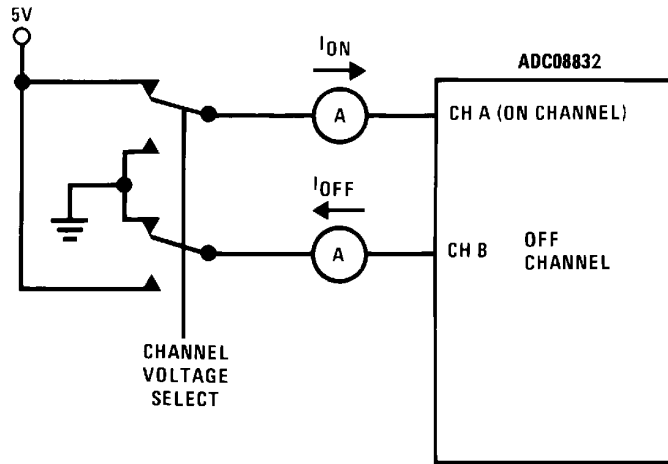 5V
ION
ADC08832
A
CH A (ON CHANNEL)
IOFF
A
CH B
OFF
CHANNEL
CHANNEL
VOLTAGE
SELECT